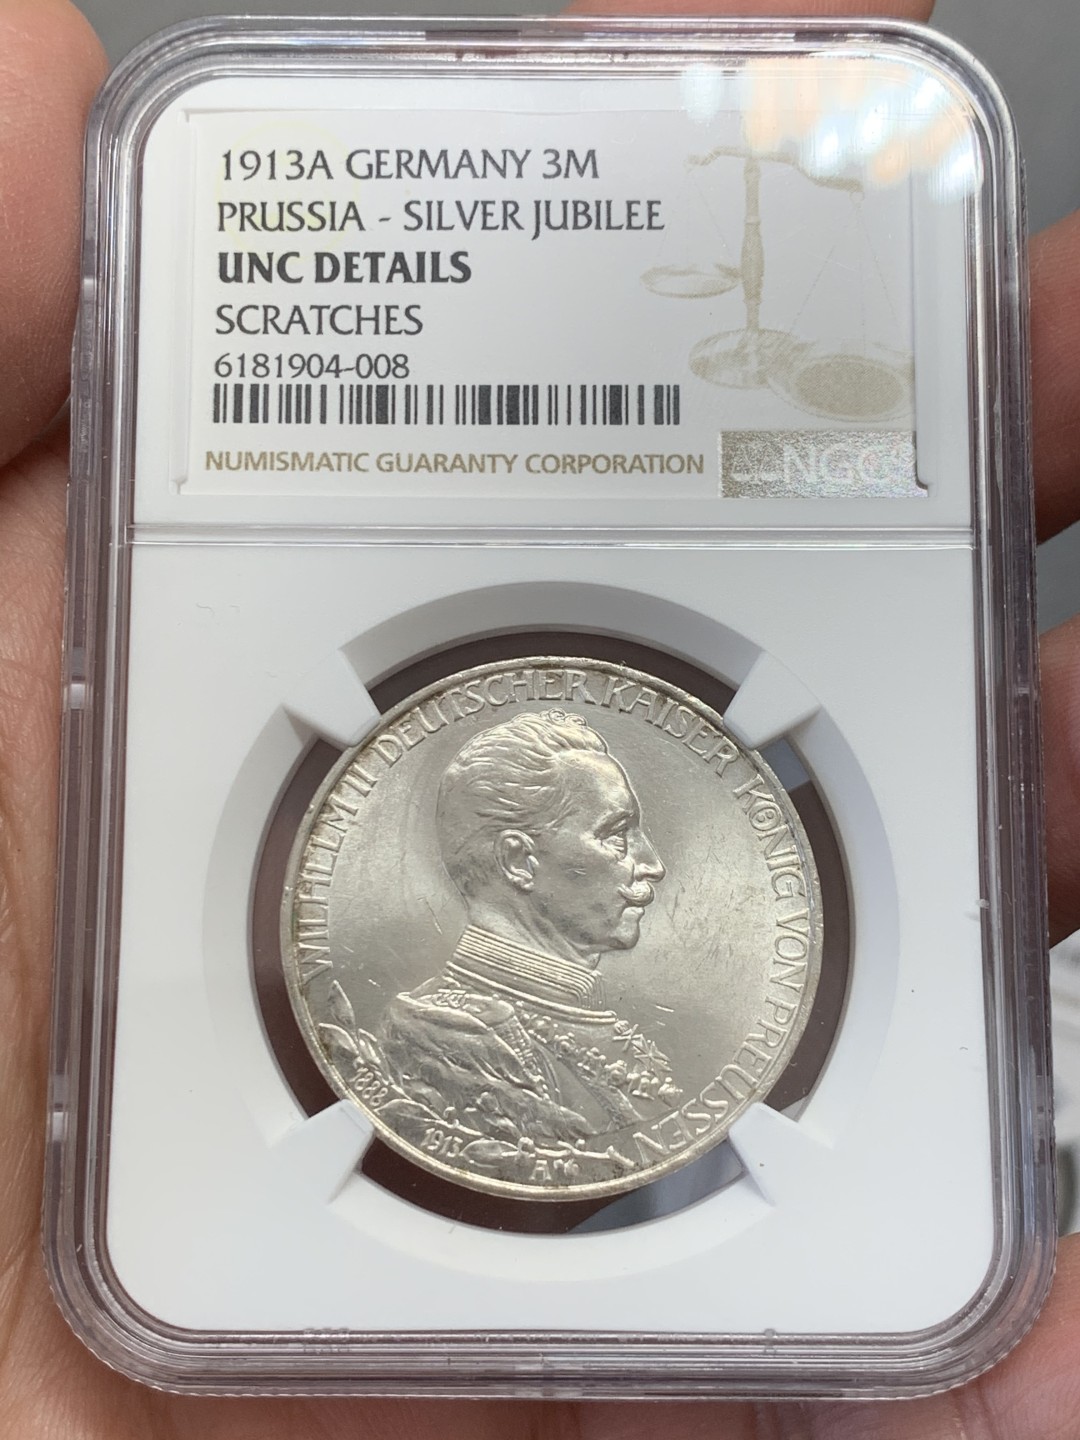 1913A GERMANY 3M
PRUSSIA - SILVER JUBILEE
UNC DETAILS
SCRATCHES
6181904-008
NUMISMATIC GUARANTY CORPORATION
NGC
WILHELM II DEUTSCHER KAISER KÖNIG VON PREUSSEN
1888
1913
A